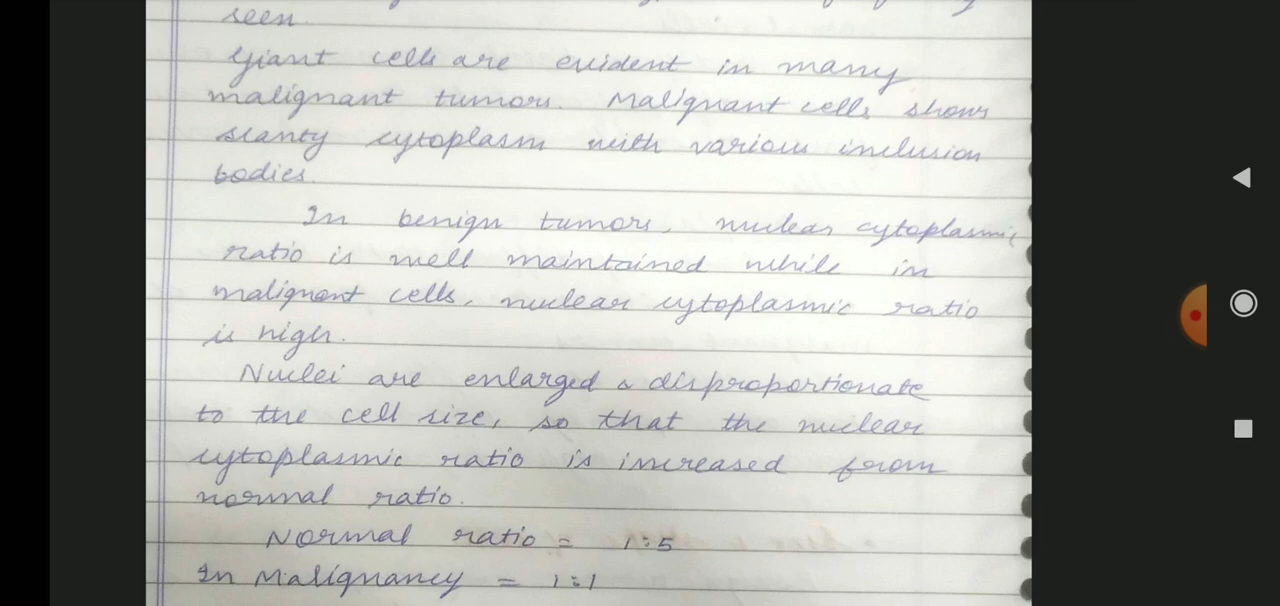 seen.
Giant cells are evident in many
malignant tumors. Malignant cells shows
scanty cytoplasm with various inclusion
bodies.
In benign tumors, nuclear cytoplasmic
ratio is well maintained while in
malignant cells, nuclear cytoplasmic ratio
is high.
Nuclei are enlarged & disproportionate
to the cell size, so that the nuclear
cytoplasmic ratio is increased from
normal ratio.
Normal ratio = 1:5
In Malignancy = 1:1